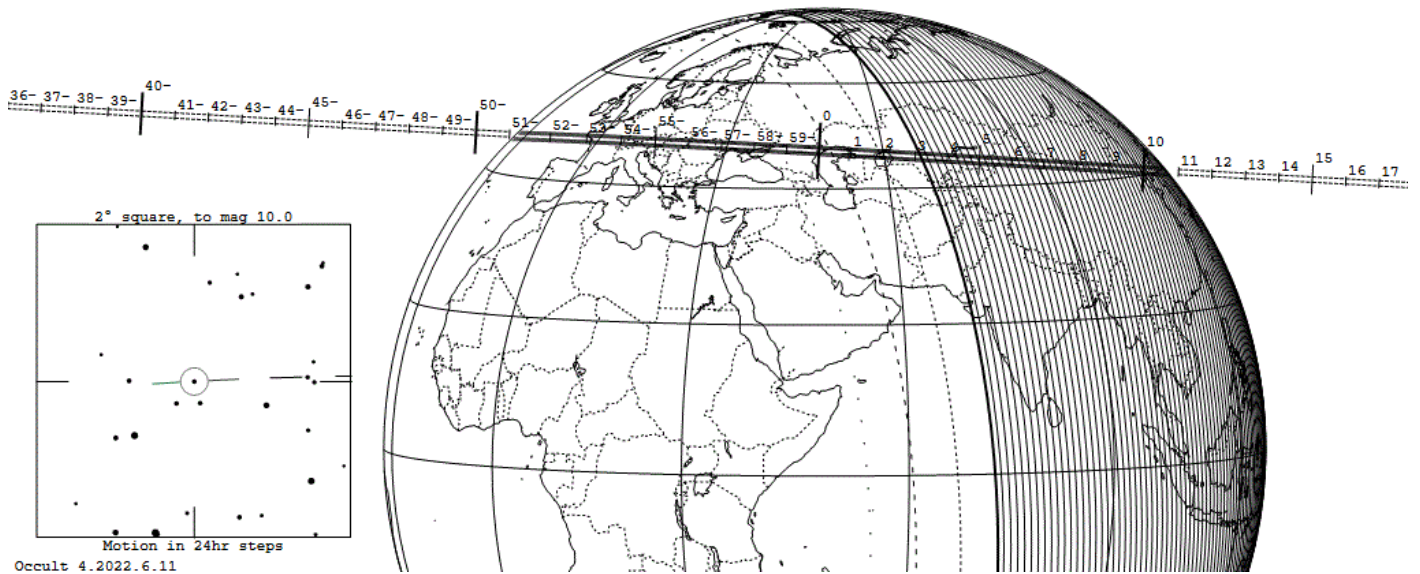 36- 37- 38- 39- 40- 41- 42- 43- 44- 45- 46- 47- 48- 49- 50- 51- 52- 53- 54- 55- 56- 57- 58- 59- 0 1 2 3 4 5 6 7 8 9 10 11 12 13 14 15 16 17
2° square, to mag 10.0
Motion in 24hr steps
Occult 4.2022.6.11